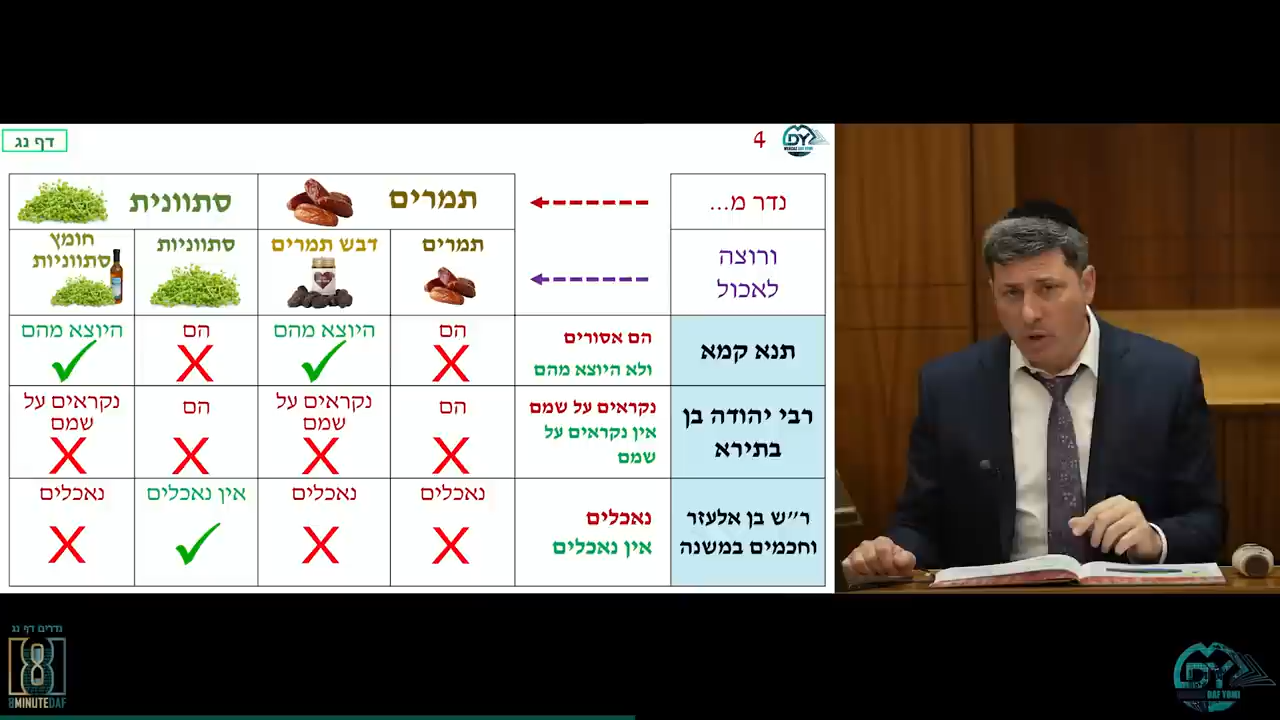 דף נג
4
DY
נדר מ...
תמרים
סתוונית
ורוצה
לאכול
תמרים
דבש תמרים
סתווניות
חומץ
סתווניות
תנא קמא
הם אסורים
ולא היוצא מהם
הם
היוצא מהם
הם
היוצא מהם
רבי יהודה בן
בתירא
נקראים על שמם
אין נקראים על
שמם
הם
נקראים על
שמם
הם
נקראים על
שמם
ר״ש בן אלעזר
וחכמים במשנה
נאכלים
אין נאכלים
נאכלים
נאכלים
אין נאכלים
נאכלים
נדרים דף נג
8
8MINUTEDAF
DY
DAF YOMI